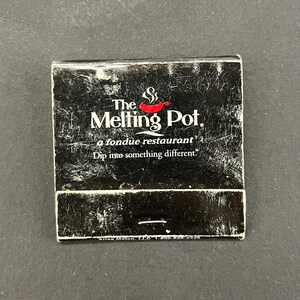 The
Melting Pot®
a fondue restaurant®
Dip into something different.®